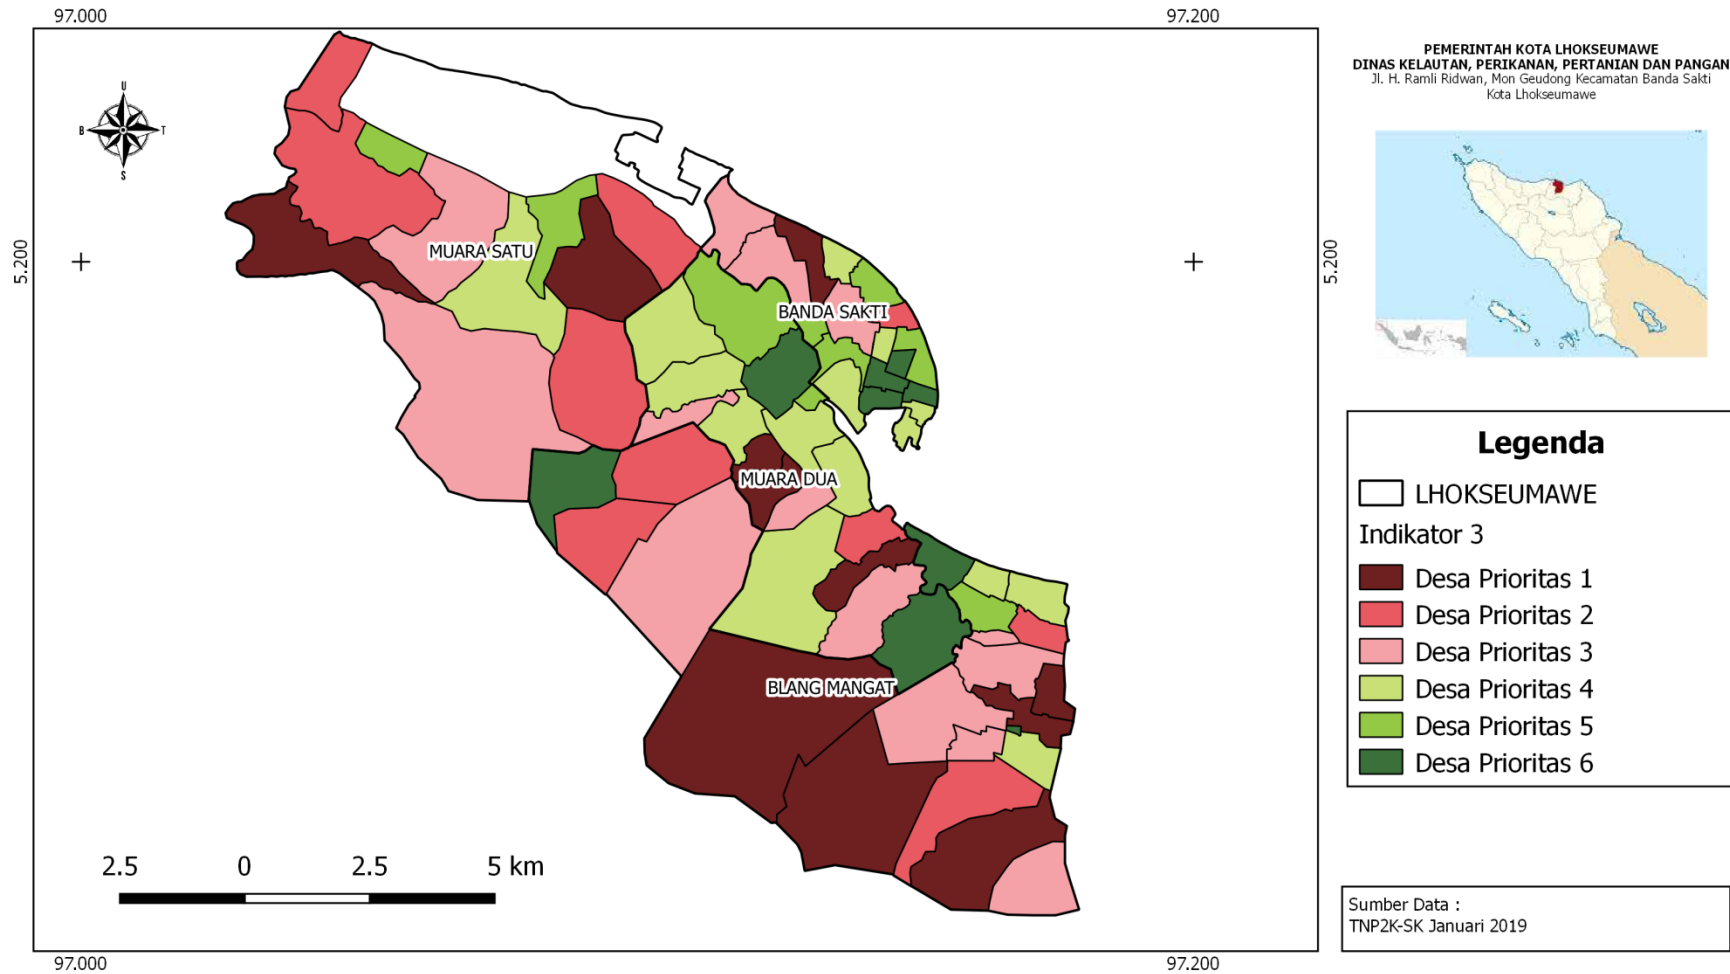 97.000
97.200
PEMERINTAH KOTA LHOKSEUMAWE
DINAS KELAUTAN, PERIKANAN, PERTANIAN DAN PANGAN
Jl. H. Ramli Ridwan, Mon Geudong Kecamatan Banda Sakti
Kota Lhokseumawe
U
B
T
S
5.200
5.200
MUARA SATU
BANDA SAKTI
MUARA DUA
BLANG MANGAT
Legenda
LHOKSEUMAWE
Indikator 3
Desa Prioritas 1
Desa Prioritas 2
Desa Prioritas 3
Desa Prioritas 4
Desa Prioritas 5
Desa Prioritas 6
2.5 0 2.5 5 km
Sumber Data :
TNP2K-SK Januari 2019
97.000
97.200